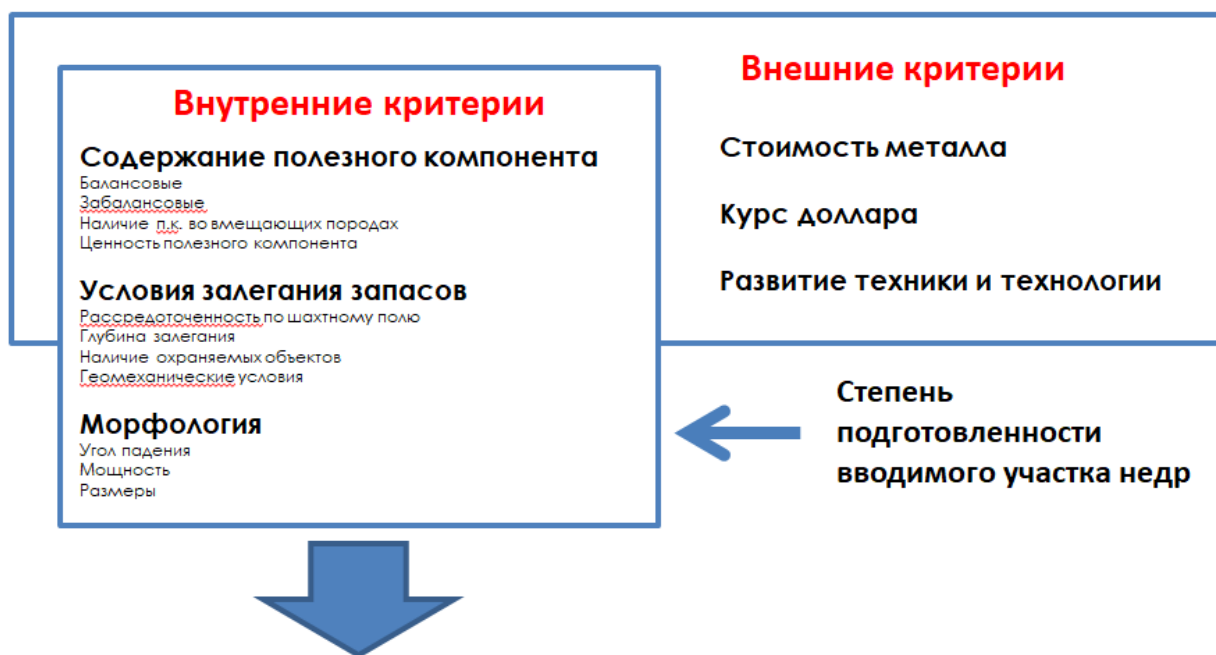 Внутренние критерии
Содержание полезного компонента
Балансовые
Забалансовые
Наличие п.к. во вмещающих породах
Ценность полезного компонента
Условия залегания запасов
Рассредоточенность по шахтному полю
Глубина залегания
Наличие охраняемых объектов
Геомеханические условия
Морфология
Угол падения
Мощность
Размеры
Внешние критерии
Стоимость металла
Курс доллара
Развитие техники и технологии
Степень
подготовленности
вводимого участка недр